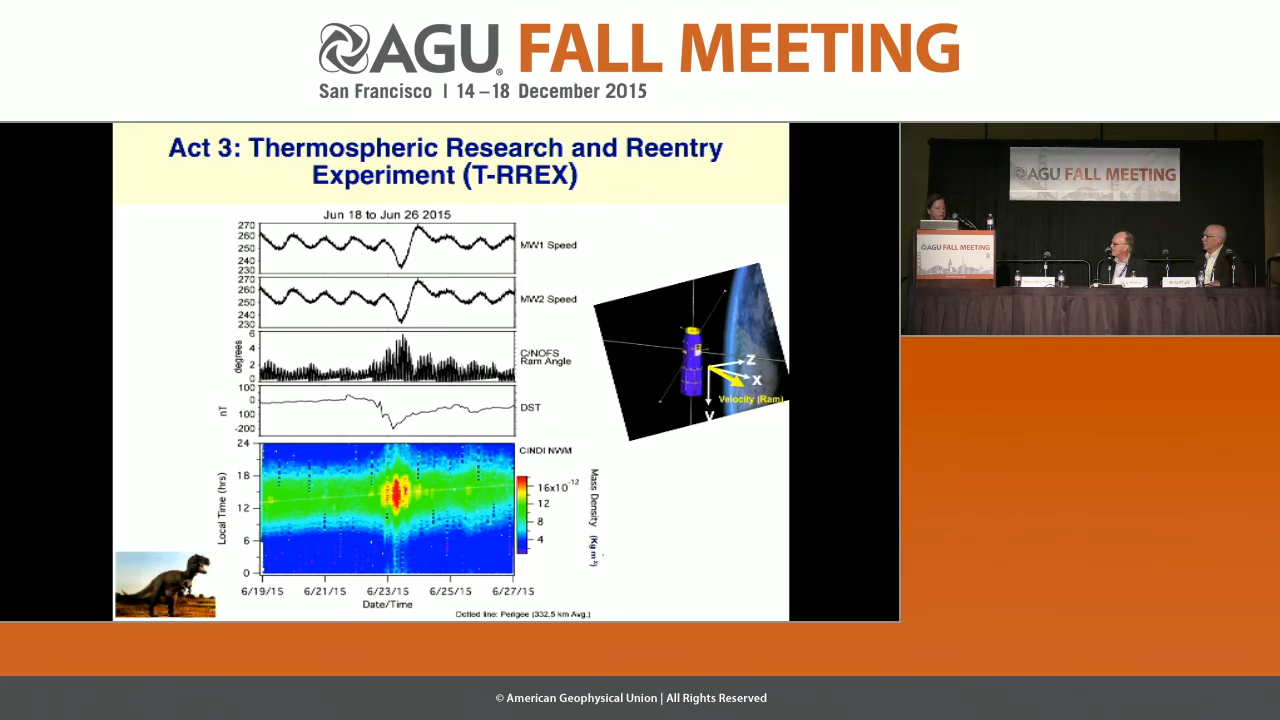 AGU® FALL MEETING
San Francisco | 14 – 18 December 2015
Act 3: Thermospheric Research and Reentry
Experiment (T-RREX)
Jun 18 to Jun 26 2015
270
260
250
240
230
MW1 Speed
270
260
250
240
230
MW2 Speed
degrees
6
4
2
0
C/NOFS
Ram Angle
nT
100
0
100
-200
DST
Local Time (hrs)
24
18
12
6
0
CINDI NWM
16x10⁻¹²
12
8
4
Mass Density (Kg m³)
6/19/15 6/21/15 6/23/15 6/25/15 6/27/15
Date/Time
Dotted line: Perigee (332.5 km Avg.)
Z
X
Velocity (Ram)
y
AGU FALL MEETING
AGU FALL MEETING
© American Geophysical Union | All Rights Reserved